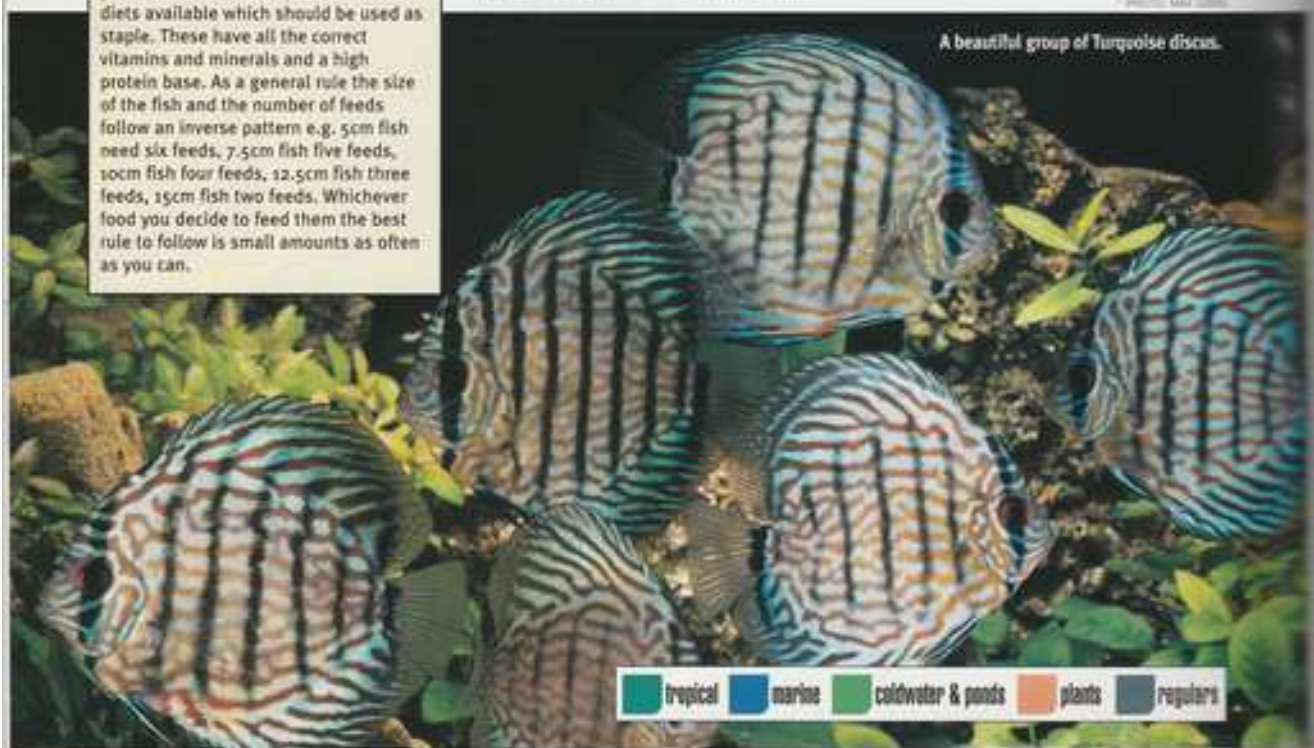 diets available which should be used as
staple. These have all the correct
vitamins and minerals and a high
protein base. As a general rule the size
of the fish and the number of feeds
follow an inverse pattern e.g. 5cm fish
need six feeds, 7.5cm fish five feeds,
10cm fish four feeds, 12.5cm fish three
feeds, 15cm fish two feeds. Whichever
food you decide to feed them the best
rule to follow is small amounts as often
as you can.
A beautiful group of Turquoise discus.
tropical marine coldwater & ponds plants regulars